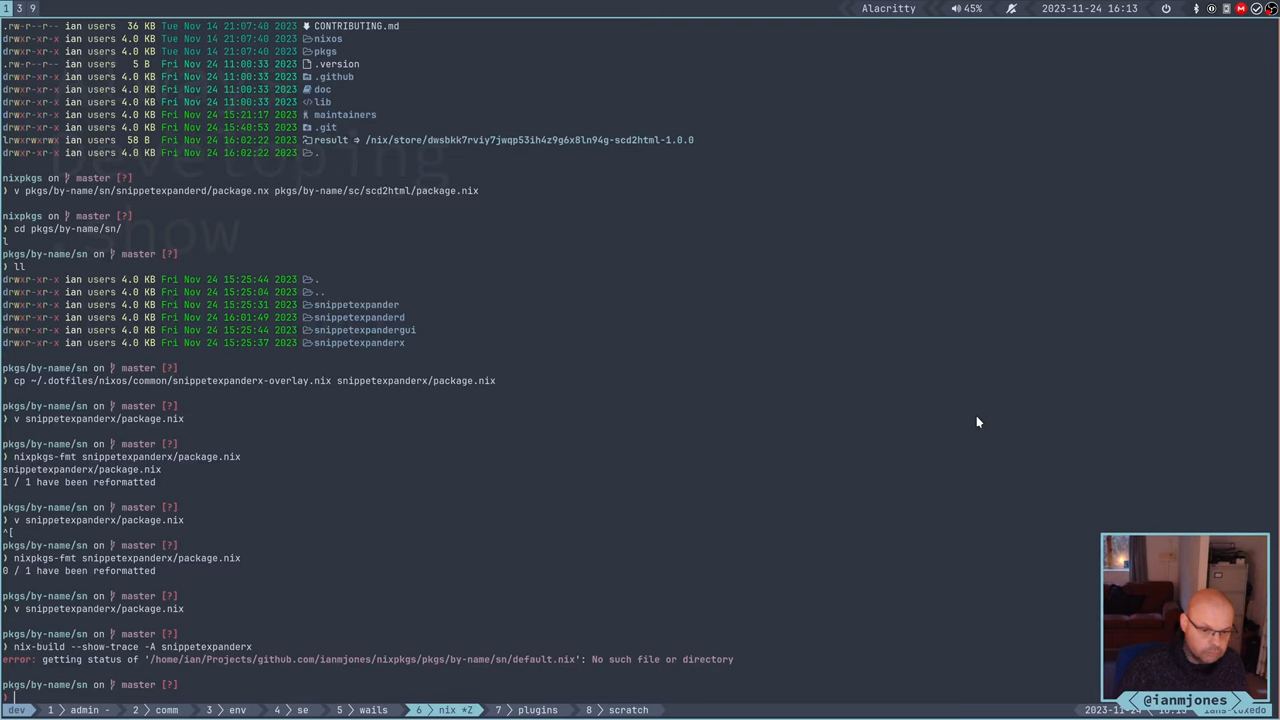 1 3 9 Alacritty 45% 2023-11-24 16:13
.rw-r--r-- ian users 36 KB Tue Nov 14 21:07:40 2023 CONTRIBUTING.md
drwxr-xr-x ian users 4.0 KB Tue Nov 14 21:07:40 2023 nixos
drwxr-xr-x ian users 4.0 KB Tue Nov 14 21:07:40 2023 pkgs
.rw-r--r-- ian users 5 B Fri Nov 24 11:00:33 2023 .version
drwxr-xr-x ian users 4.0 KB Fri Nov 24 11:00:33 2023 .github
drwxr-xr-x ian users 4.0 KB Fri Nov 24 11:00:33 2023 doc
drwxr-xr-x ian users 4.0 KB Fri Nov 24 11:00:33 2023 lib
drwxr-xr-x ian users 4.0 KB Fri Nov 24 15:21:17 2023 maintainers
drwxr-xr-x ian users 4.0 KB Fri Nov 24 15:40:53 2023 .git
lrwxrwxrwx ian users 58 B Fri Nov 24 16:02:22 2023 result ⇒ /nix/store/dwsbkk7rviy7jwqp53ih4z9g6x8ln94g-scd2html-1.0.0
drwxr-xr-x ian users 4.0 KB Fri Nov 24 16:02:22 2023 .
Developing
nixpkgs on master [?]
❯ v pkgs/by-name/sn/snippetexpanderd/package.nx pkgs/by-name/sc/scd2html/package.nix
nixpkgs on master [?]
❯ cd pkgs/by-name/sn/
.show
l
pkgs/by-name/sn on master [?]
❯ ll
drwxr-xr-x ian users 4.0 KB Fri Nov 24 15:25:44 2023 .
drwxr-xr-x ian users 4.0 KB Fri Nov 24 15:25:04 2023 ..
drwxr-xr-x ian users 4.0 KB Fri Nov 24 15:25:31 2023 snippetexpander
drwxr-xr-x ian users 4.0 KB Fri Nov 24 16:01:49 2023 snippetexpanderd
drwxr-xr-x ian users 4.0 KB Fri Nov 24 15:25:44 2023 snippetexpandergui
drwxr-xr-x ian users 4.0 KB Fri Nov 24 15:25:37 2023 snippetexpanderx
pkgs/by-name/sn on master [?]
❯ cp ~/.dotfiles/nixos/common/snippetexpanderx-overlay.nix snippetexpanderx/package.nix
pkgs/by-name/sn on master [?]
❯ v snippetexpanderx/package.nix
pkgs/by-name/sn on master [?]
❯ nixpkgs-fmt snippetexpanderx/package.nix
snippetexpanderx/package.nix
1 / 1 have been reformatted
pkgs/by-name/sn on master [?]
❯ v snippetexpanderx/package.nix
^[
pkgs/by-name/sn on master [?]
❯ nixpkgs-fmt snippetexpanderx/package.nix
0 / 1 have been reformatted
pkgs/by-name/sn on master [?]
❯ v snippetexpanderx/package.nix
pkgs/by-name/sn on master [?]
❯ nix-build --show-trace -A snippetexpanderx
error: getting status of '/home/ian/Projects/github.com/ianmjones/nixpkgs/pkgs/by-name/sn/default.nix': No such file or directory
pkgs/by-name/sn on master [?]
❯
@ianmjones
dev 1 admin - 2 comm 3 env 4 se 5 wails 6 nix *Z 7 plugins 8 scratch 2023-11-24